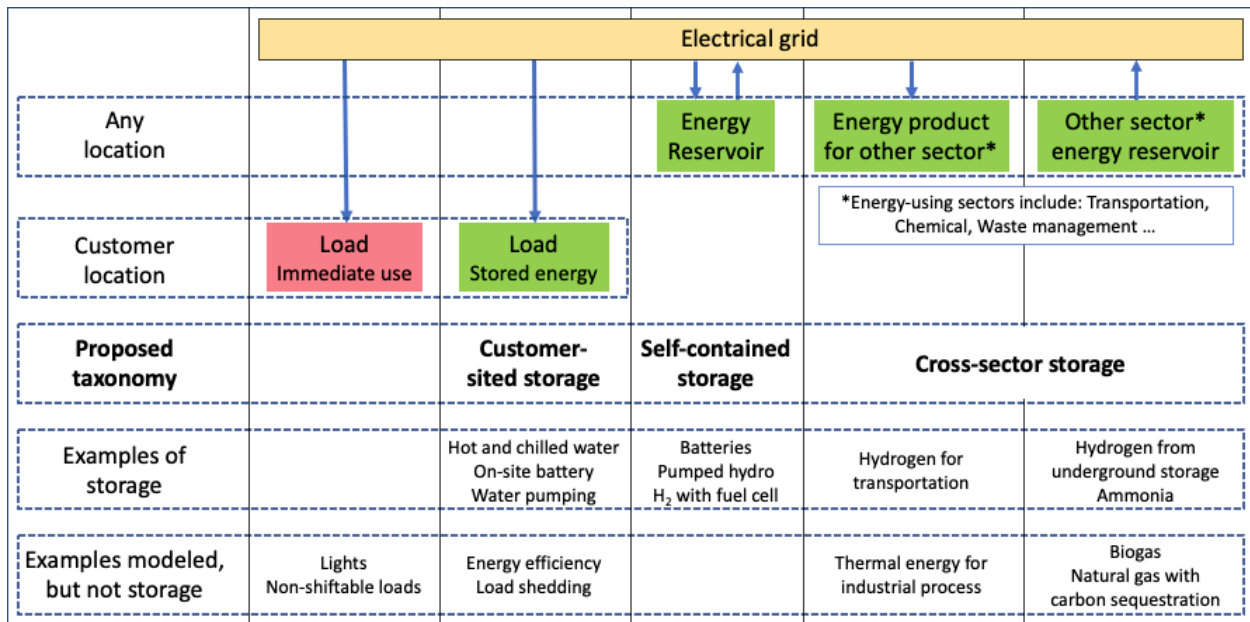 Electrical grid
Any
location
Energy
Reservoir
Energy product
for other sector*
Other sector*
energy reservoir
*Energy-using sectors include: Transportation,
Chemical, Waste management ...
Customer
location
Load
Immediate use
Load
Stored energy
Proposed
taxonomy
Customer-
sited storage
Self-contained
storage
Cross-sector storage
Examples of
storage
Hot and chilled water
On-site battery
Water pumping
Batteries
Pumped hydro
H₂ with fuel cell
Hydrogen for
transportation
Hydrogen from
underground storage
Ammonia
Examples modeled,
but not storage
Lights
Non-shiftable loads
Energy efficiency
Load shedding
Thermal energy for
industrial process
Biogas
Natural gas with
carbon sequestration